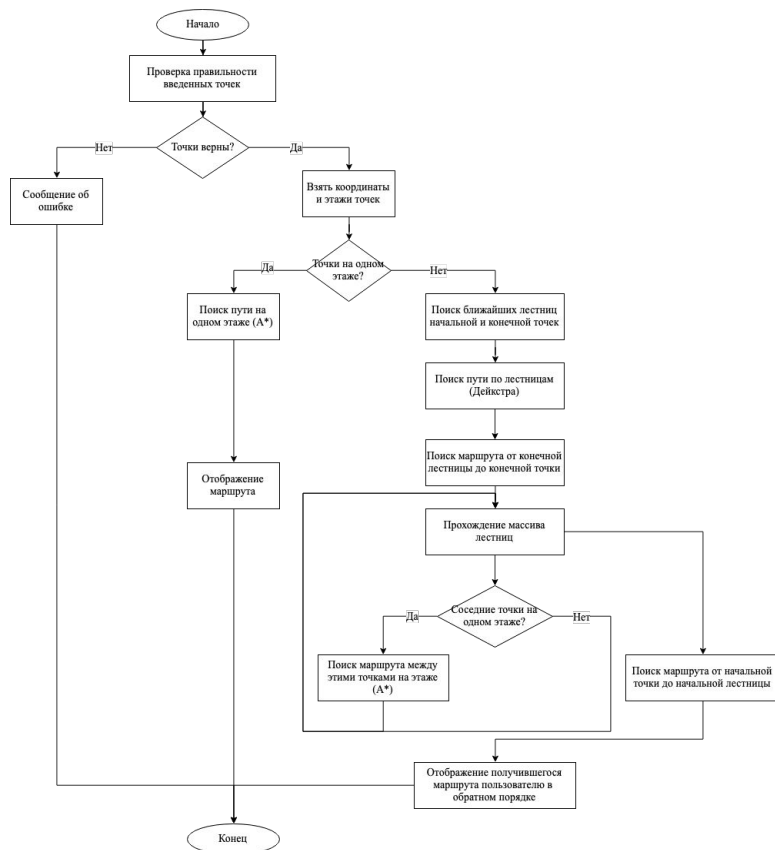 Начало
Проверка правильности
введенных точек
Точки верны?
Нет
Да
Сообщение об
ошибке
Взять координаты
и этажи точек
Точки на одном
этаже?
Да
Нет
Поиск пути на
одном этаже (A*)
Поиск ближайших лестниц
начальной и конечной точек
Поиск пути по лестницам
(Дейкстра)
Поиск маршрута от конечной
лестницы до конечной точки
Отображение
маршрута
Прохождение массива
лестниц
Соседние точки на
одном этаже?
Да
Нет
Поиск маршрута между
этими точками на этаже
(A*)
Поиск маршрута от начальной
точки до начальной лестницы
Отображение получившегося
маршрута пользователю в
обратном порядке
Конец